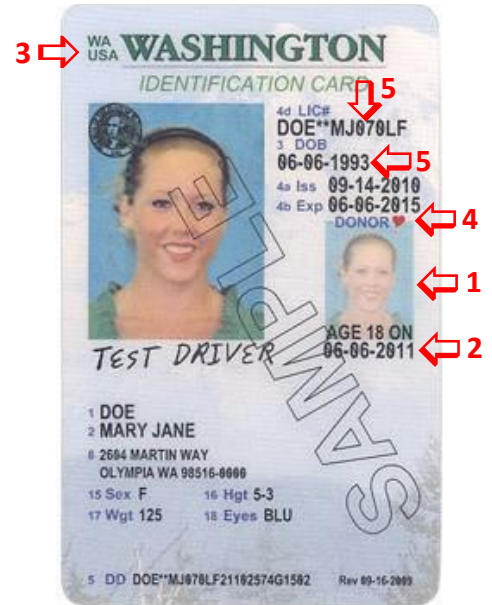 3
WA
USA
WASHINGTON
IDENTIFICATION CARD
5
4d LIC#
DOE**MJ070LF
3 DOB
06-06-1993
5
4a Iss 09-14-2010
4b Exp 06-06-2015
DONOR
4
1
AGE 18 ON
06-06-2011
2
TEST DRIVER
SAMPLE
1 DOE
2 MARY JANE
8 2604 MARTIN WAY
OLYMPIA WA 98516-0000
15 Sex F 16 Hgt 5-3
17 Wgt 125 18 Eyes BLU
5 DD DOE**MJ070LF21102574G1502 Rev 09-16-2009